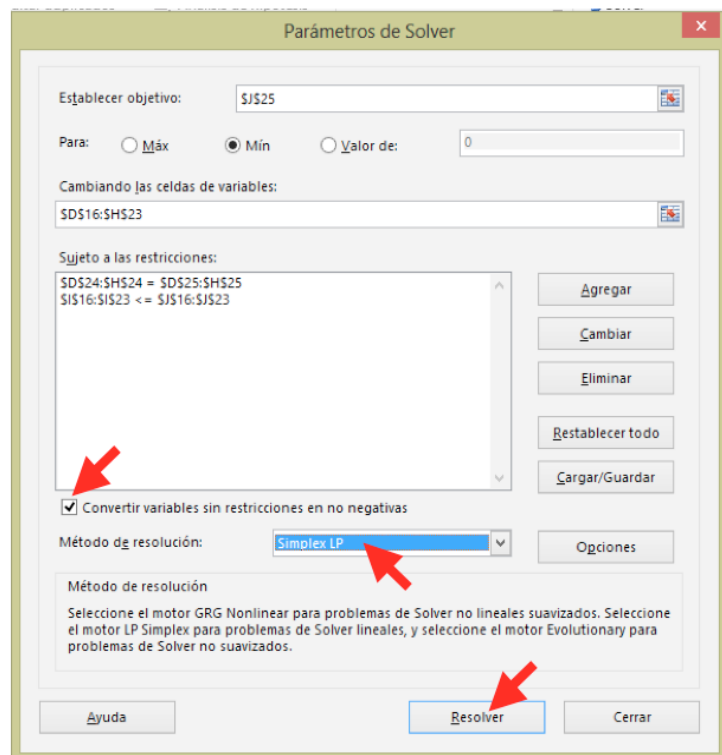 Parámetros de Solver
Establecer objetivo: $J$25
Para: Máx Mín Valor de: 0
Cambiando las celdas de variables:
$D$16:$H$23
Sujeto a las restricciones:
$D$24:$H$24 = $D$25:$H$25
$I$16:$I$23 <= $J$16:$J$23
Agregar
Cambiar
Eliminar
Restablecer todo
Cargar/Guardar
Convertir variables sin restricciones en no negativas
Método de resolución: Simplex LP Opciones
Método de resolución
Seleccione el motor GRG Nonlinear para problemas de Solver no lineales suavizados. Seleccione
el motor LP Simplex para problemas de Solver lineales, y seleccione el motor Evolutionary para
problemas de Solver no suavizados.
Ayuda Resolver Cerrar